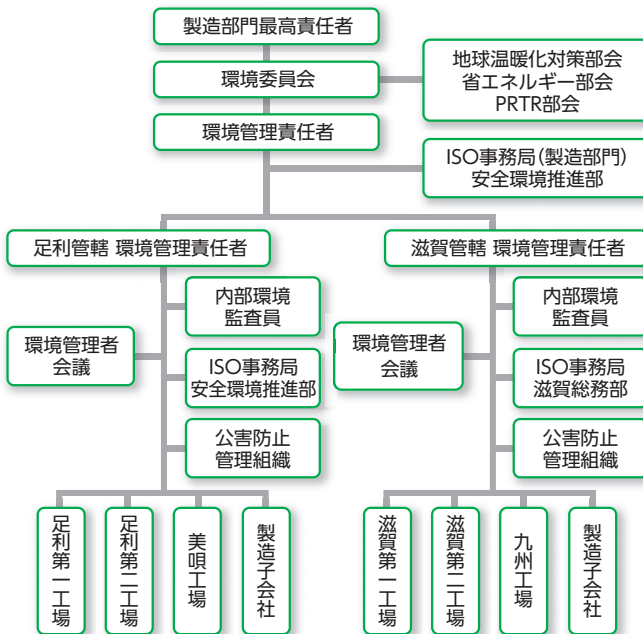 製造部門最高責任者
環境委員会
地球温暖化対策部会
省エネルギー部会
PRTR部会
環境管理責任者
ISO事務局(製造部門)
安全環境推進部
足利管轄 環境管理責任者
滋賀管轄 環境管理責任者
内部環境
監査員
環境管理者
会議
ISO事務局
安全環境推進部
公害防止
管理組織
内部環境
監査員
環境管理者
会議
ISO事務局
滋賀総務部
公害防止
管理組織
足利第一工場
足利第二工場
美唄工場
製造子会社
滋賀第一工場
滋賀第二工場
九州工場
製造子会社